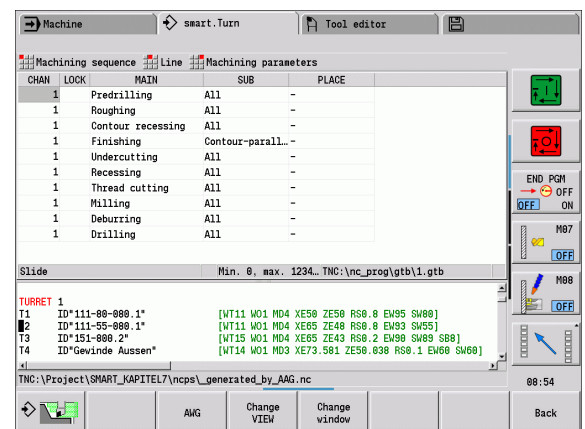 Machine smart.Turn Tool editor
Machining sequence Line Machining parameters
CHAN LOCK MAIN SUB PLACE
1 Predrilling All -
1 Roughing All -
1 Contour recessing All -
1 Finishing Contour-parall… -
1 Undercutting All -
1 Recessing All -
1 Thread cutting All -
1 Milling All -
1 Deburring All -
1 Drilling All -
Slide Min. 0, max. 1234… TNC:\nc_prog\gtb\1.gtb
TURRET 1
T1 ID"111-80-080.1" [WT11 WO1 MD4 XE50 ZE50 RS0.8 EW95 SW80]
2 ID"111-55-080.1" [WT11 WO1 MD4 XE65 ZE48 RS0.8 EW93 SW55]
T3 ID"151-800.2" [WT15 WO1 MD4 XE65 ZE43 RS0.2 EW90 SW89 SB8]
T4 ID"Gewinde Aussen" [WT14 WO1 MD3 XE73.581 ZE50.038 RS0.1 EW60 SW60]
TNC:\Project\SMART_KAPITEL7\ncps\_generated_by_AAG.nc
AWG
Change VIEW
Change window
Back
END PGM
OFF
OFF ON
M07
OFF
M08
OFF
08:54